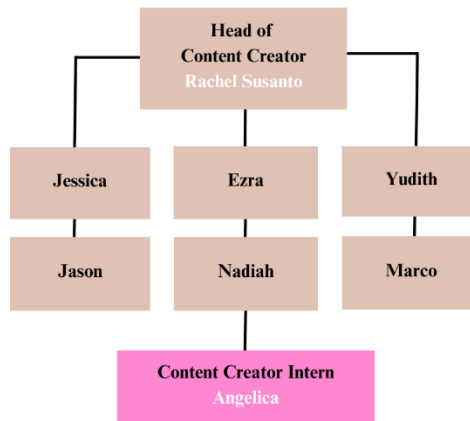 Head of
Content Creator
Rachel Susanto
Jessica
Ezra
Yudith
Jason
Nadiah
Marco
Content Creator Intern
Angelica